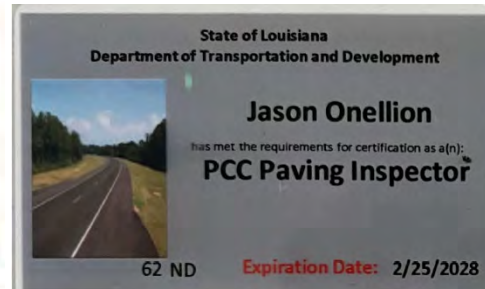 State of Louisiana
Department of Transportation and Development
Jason Onellion
has met the requirements for certification as a(n):
PCC Paving Inspector
62 ND
Expiration Date: 2/25/2028